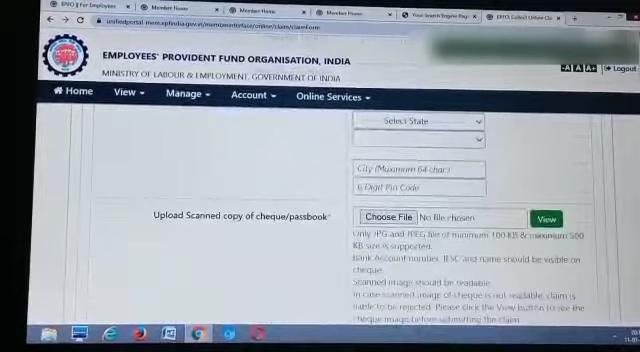 EPFO || For Employees
Member Home
Member Home
Member Home
Your Search Engine Page
unifiedportal-mem.epfindia.gov.in/memberinterface/online/claim/claimForm
EMPLOYEES' PROVIDENT FUND ORGANISATION, INDIA
MINISTRY OF LABOUR & EMPLOYMENT, GOVERNMENT OF INDIA
-A A A+
Logout
Home View Manage Account Online Services
Select State
City (Maximum 64 char)
6 Digit Pin Code
Upload Scanned copy of cheque/passbook*
Choose File No file chosen View
Only JPG and JPEG file of minimum 100 KB & maximum 500
KB size is supported.
Bank Account number, IFSC and name should be visible on
cheque.
Scanned image should be readable.
In case scanned image of cheque is not readable, claim is
liable to be rejected. Please click the View button to see the
cheque image before submitting the claim